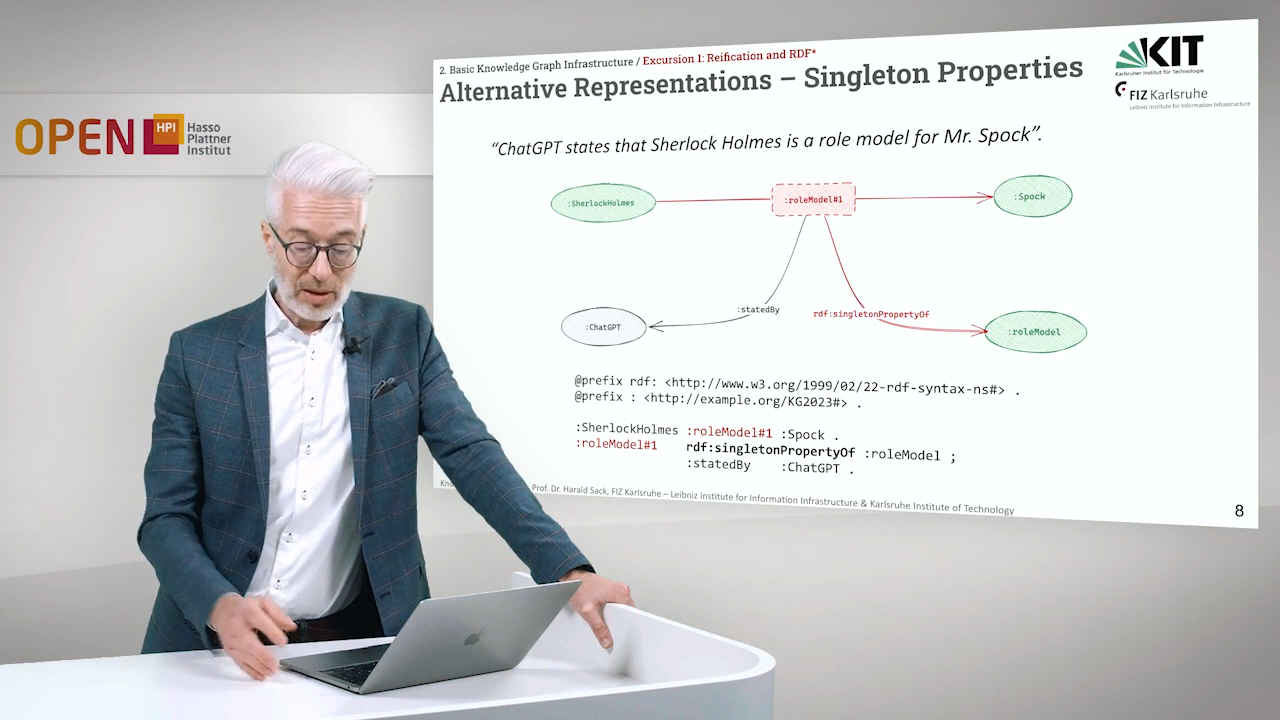 2. Basic Knowledge Graph Infrastructure / Excursion 1: Reification and RDF*
Alternative Representations – Singleton Properties
KIT
Karlsruher Institut für Technologie
FIZ Karlsruhe
Leibniz Institute for Information Infrastructure
OPEN HPI
Hasso
Plattner
Institut
“ChatGPT states that Sherlock Holmes is a role model for Mr. Spock”.
:SherlockHolmes
:roleModel#1
:Spock
:statedBy
rdf:singletonPropertyOf
:ChatGPT
:roleModel
@prefix rdf: <http://www.w3.org/1999/02/22-rdf-syntax-ns#> .
@prefix : <http://example.org/KG2023#> .
:SherlockHolmes :roleModel#1 :Spock .
:roleModel#1 rdf:singletonPropertyOf :roleModel ;
:statedBy :ChatGPT .
Prof. Dr. Harald Sack, FIZ Karlsruhe – Leibniz Institute for Information Infrastructure & Karlsruhe Institute of Technology
8